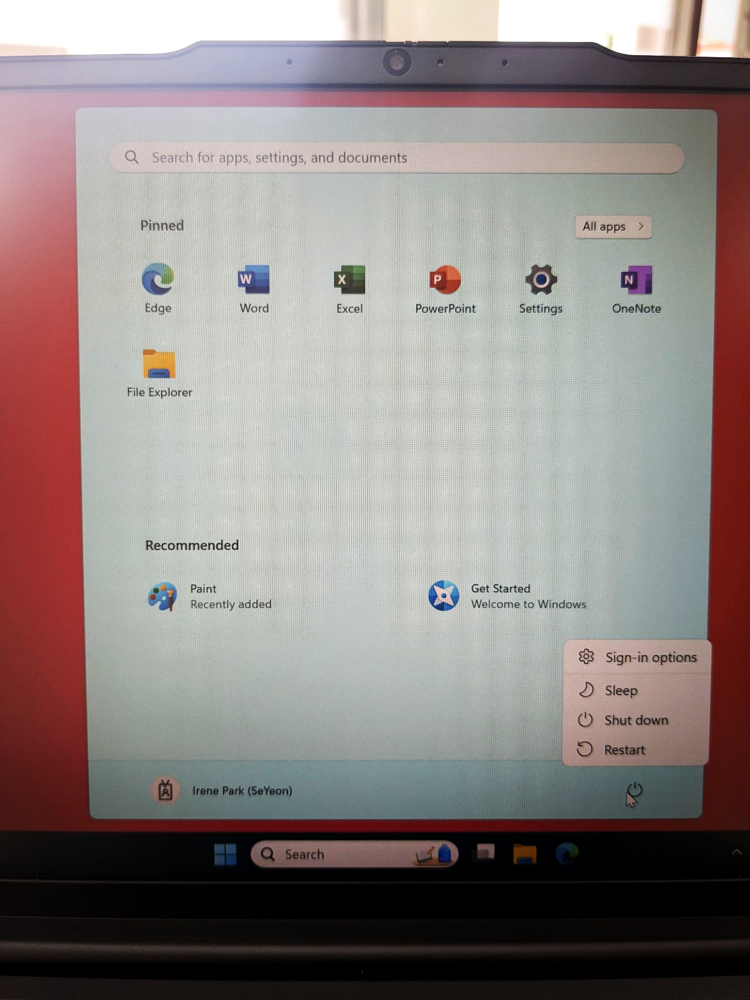 Search for apps, settings, and documents
Pinned
All apps
Edge
Word
Excel
PowerPoint
Settings
OneNote
File Explorer
Recommended
Paint
Recently added
Get Started
Welcome to Windows
Sign-in options
Sleep
Shut down
Restart
Irene Park (SeYeon)
Search